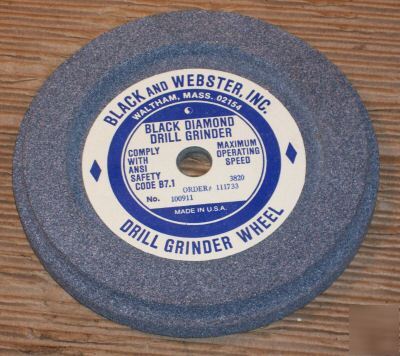 BLACK AND WEBSTER, INC.
WALTHAM, MASS. 02154
BLACK DIAMOND
DRILL GRINDER
COMPLY
WITH
ANSI
SAFETY
CODE B7.1
MAXIMUM
OPERATING
SPEED
3820
ORDER# 111733
No. 100911
MADE IN U.S.A.
DRILL GRINDER WHEEL